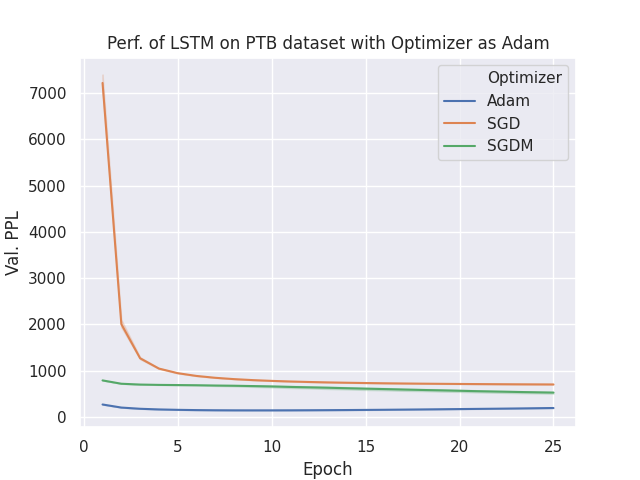 Perf. of LSTM on PTB dataset with Optimizer as Adam
Optimizer
Adam
SGD
SGDM
Val. PPL
7000
6000
5000
4000
3000
2000
1000
0
0 5 10 15 20 25
Epoch